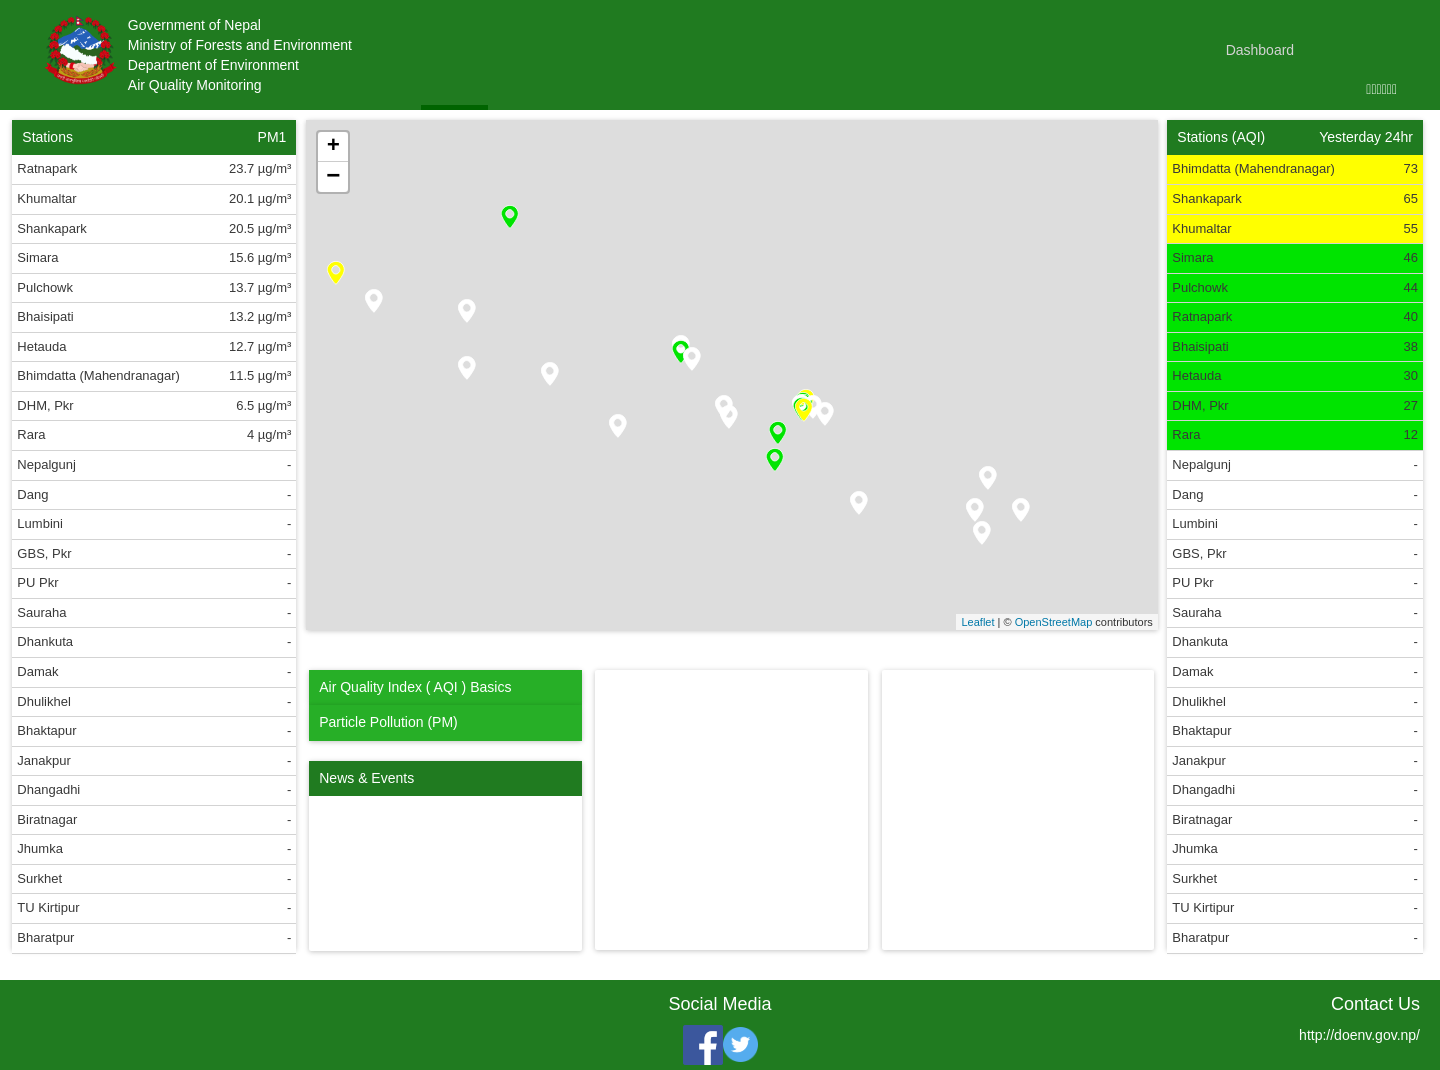 Government of Nepal
Ministry of Forests and Environment
Department of Environment
Air Quality Monitoring
Dashboard
Stations PM1
Ratnapark 23.7 µg/m³
Khumaltar 20.1 µg/m³
Shankapark 20.5 µg/m³
Simara 15.6 µg/m³
Pulchowk 13.7 µg/m³
Bhaisipati 13.2 µg/m³
Hetauda 12.7 µg/m³
Bhimdatta (Mahendranagar) 11.5 µg/m³
DHM, Pkr 6.5 µg/m³
Rara 4 µg/m³
Nepalgunj -
Dang -
Lumbini -
GBS, Pkr -
PU Pkr -
Sauraha -
Dhankuta -
Damak -
Dhulikhel -
Bhaktapur -
Janakpur -
Dhangadhi -
Biratnagar -
Jhumka -
Surkhet -
TU Kirtipur -
Bharatpur -
+
−
Leaflet | © OpenStreetMap contributors
Air Quality Index ( AQI ) Basics
Particle Pollution (PM)
News & Events
Stations (AQI) Yesterday 24hr
Bhimdatta (Mahendranagar) 73
Shankapark 65
Khumaltar 55
Simara 46
Pulchowk 44
Ratnapark 40
Bhaisipati 38
Hetauda 30
DHM, Pkr 27
Rara 12
Nepalgunj -
Dang -
Lumbini -
GBS, Pkr -
PU Pkr -
Sauraha -
Dhankuta -
Damak -
Dhulikhel -
Bhaktapur -
Janakpur -
Dhangadhi -
Biratnagar -
Jhumka -
Surkhet -
TU Kirtipur -
Bharatpur -
Social Media
Contact Us
http://doenv.gov.np/